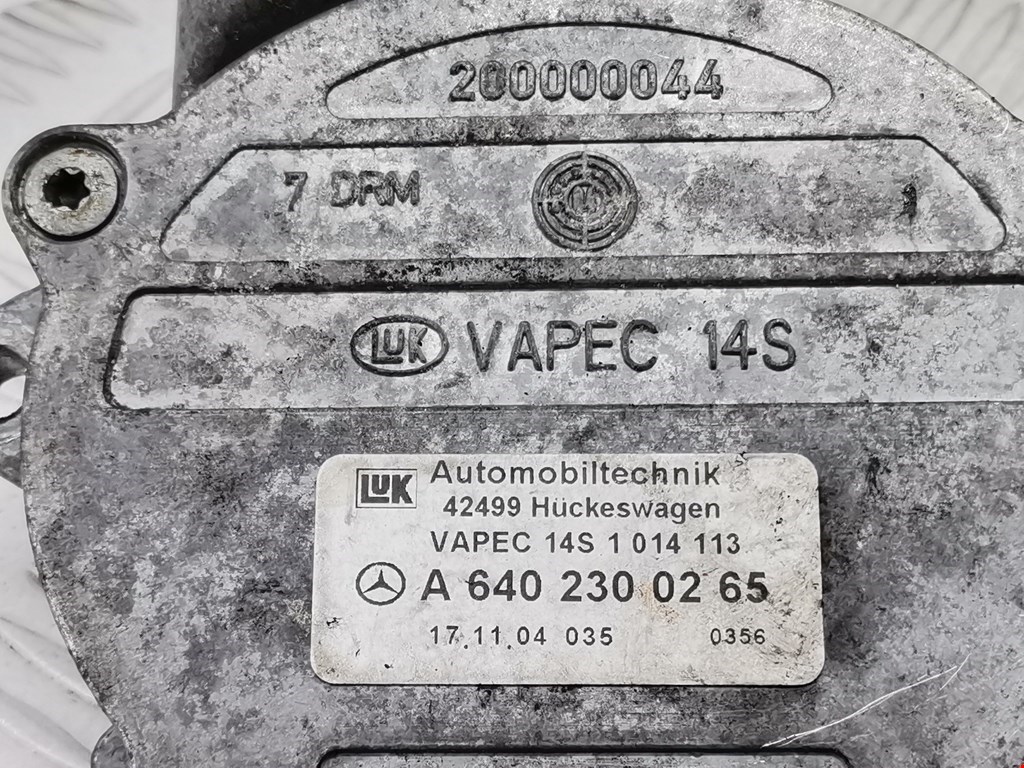 200000044
7 DRM
1
LUK VAPEC 14S
LUK Automobiltechnik
42499 Hückeswagen
VAPEC 14S 1 014 113
A 640 230 02 65
17.11.04 035 0356